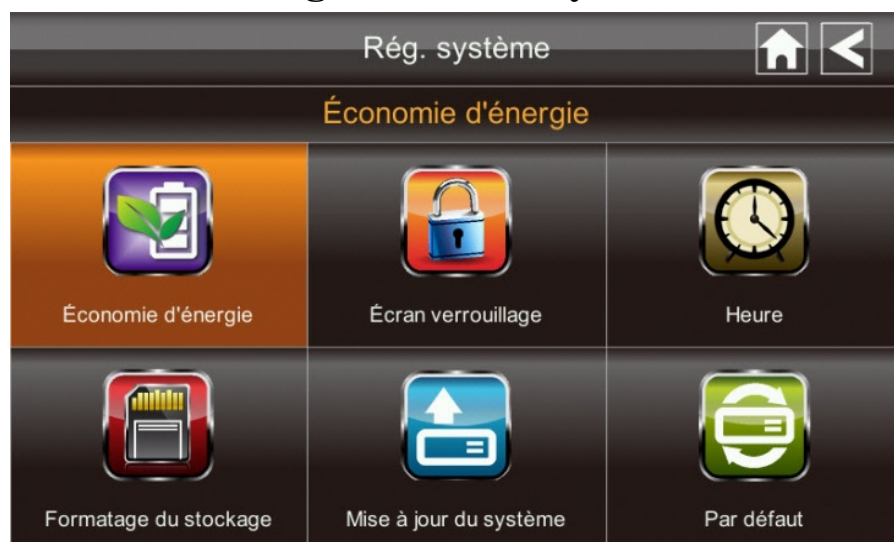 Rég. système
Économie d'énergie
Économie d'énergie
Écran verrouillage
Heure
Formatage du stockage
Mise à jour du système
Par défaut